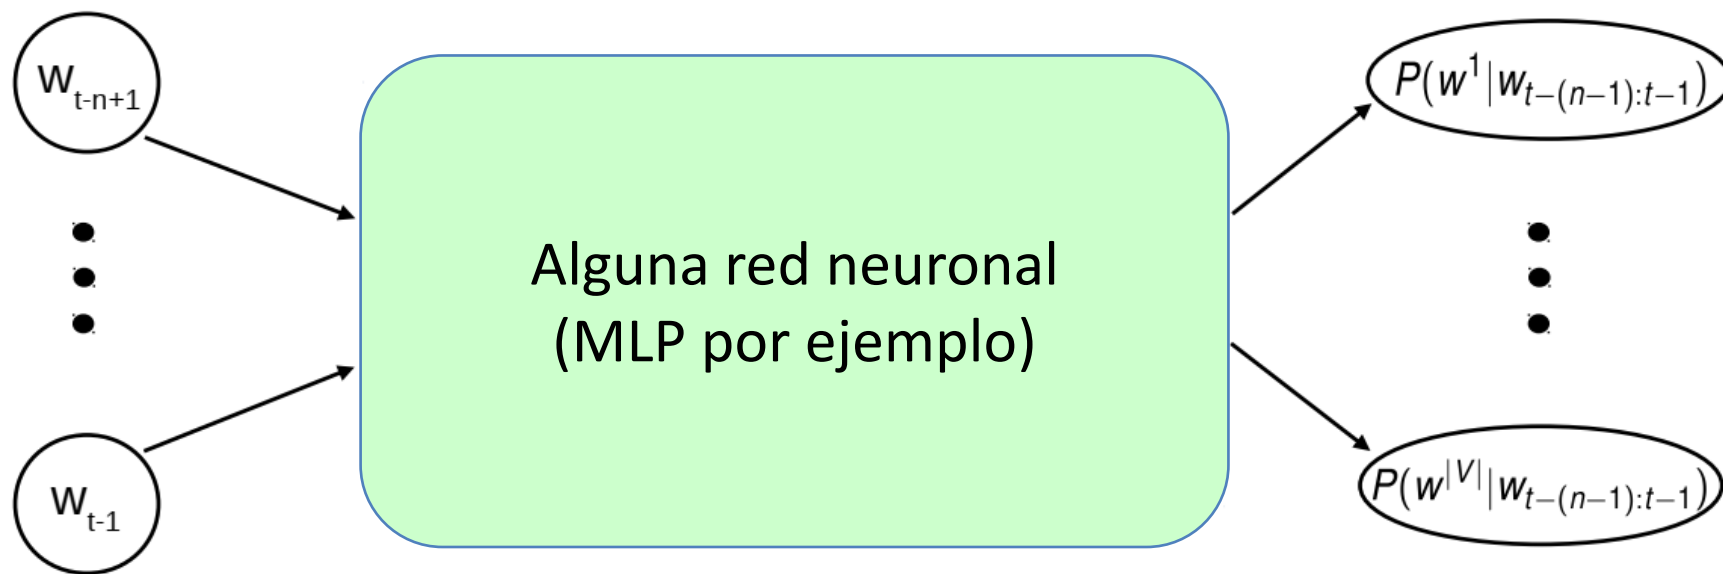 w_{t-n+1}
w_{t-1}
Alguna red neuronal
(MLP por ejemplo)
P(w^1|w_{t-(n-1):t-1})
P(w^{|V|}|w_{t-(n-1):t-1})